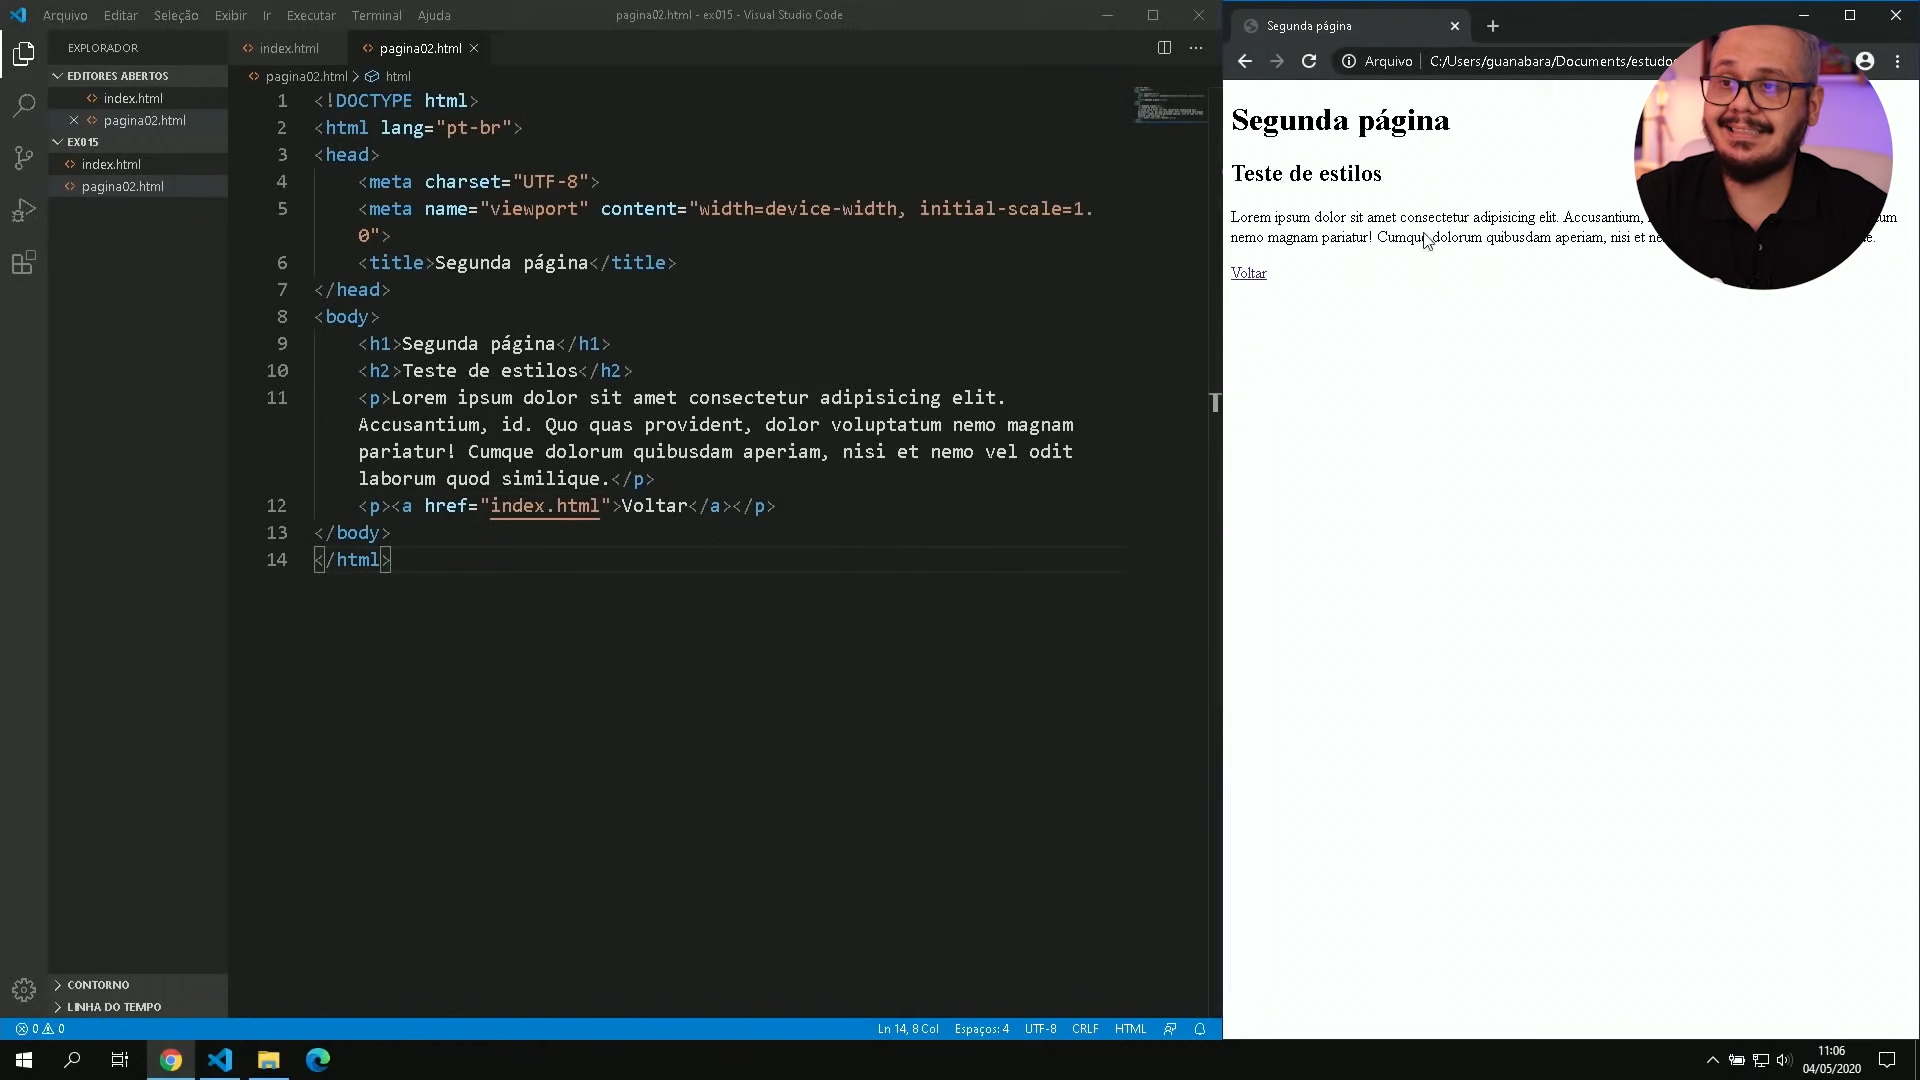 Arquivo Editar Seleção Exibir Ir Executar Terminal Ajuda
pagina02.html - ex015 - Visual Studio Code
EXPLORADOR
EDITORES ABERTOS
index.html
pagina02.html
EX015
index.html
pagina02.html
CONTORNO
LINHA DO TEMPO
index.html
pagina02.html
pagina02.html > html
1 <!DOCTYPE html>
2 <html lang="pt-br">
3 <head>
4 <meta charset="UTF-8">
5 <meta name="viewport" content="width=device-width, initial-scale=1.
0">
6 <title>Segunda página</title>
7 </head>
8 <body>
9 <h1>Segunda página</h1>
10 <h2>Teste de estilos</h2>
11 <p>Lorem ipsum dolor sit amet consectetur adipisicing elit.
Accusantium, id. Quo quas provident, dolor voluptatum nemo magnam
pariatur! Cumque dolorum quibusdam aperiam, nisi et nemo vel odit
laborum quod similique.</p>
12 <p><a href="index.html">Voltar</a></p>
13 </body>
14 </html>
0 0
Ln 14, 8 Col Espaços: 4 UTF-8 CRLF HTML
Segunda página
Arquivo C:/Users/guanabara/Documents/estudos
Segunda página
Teste de estilos
Lorem ipsum dolor sit amet consectetur adipisicing elit. Accusantium,
nemo magnam pariatur! Cumque dolorum quibusdam aperiam, nisi et
Voltar
11:06
04/05/2020